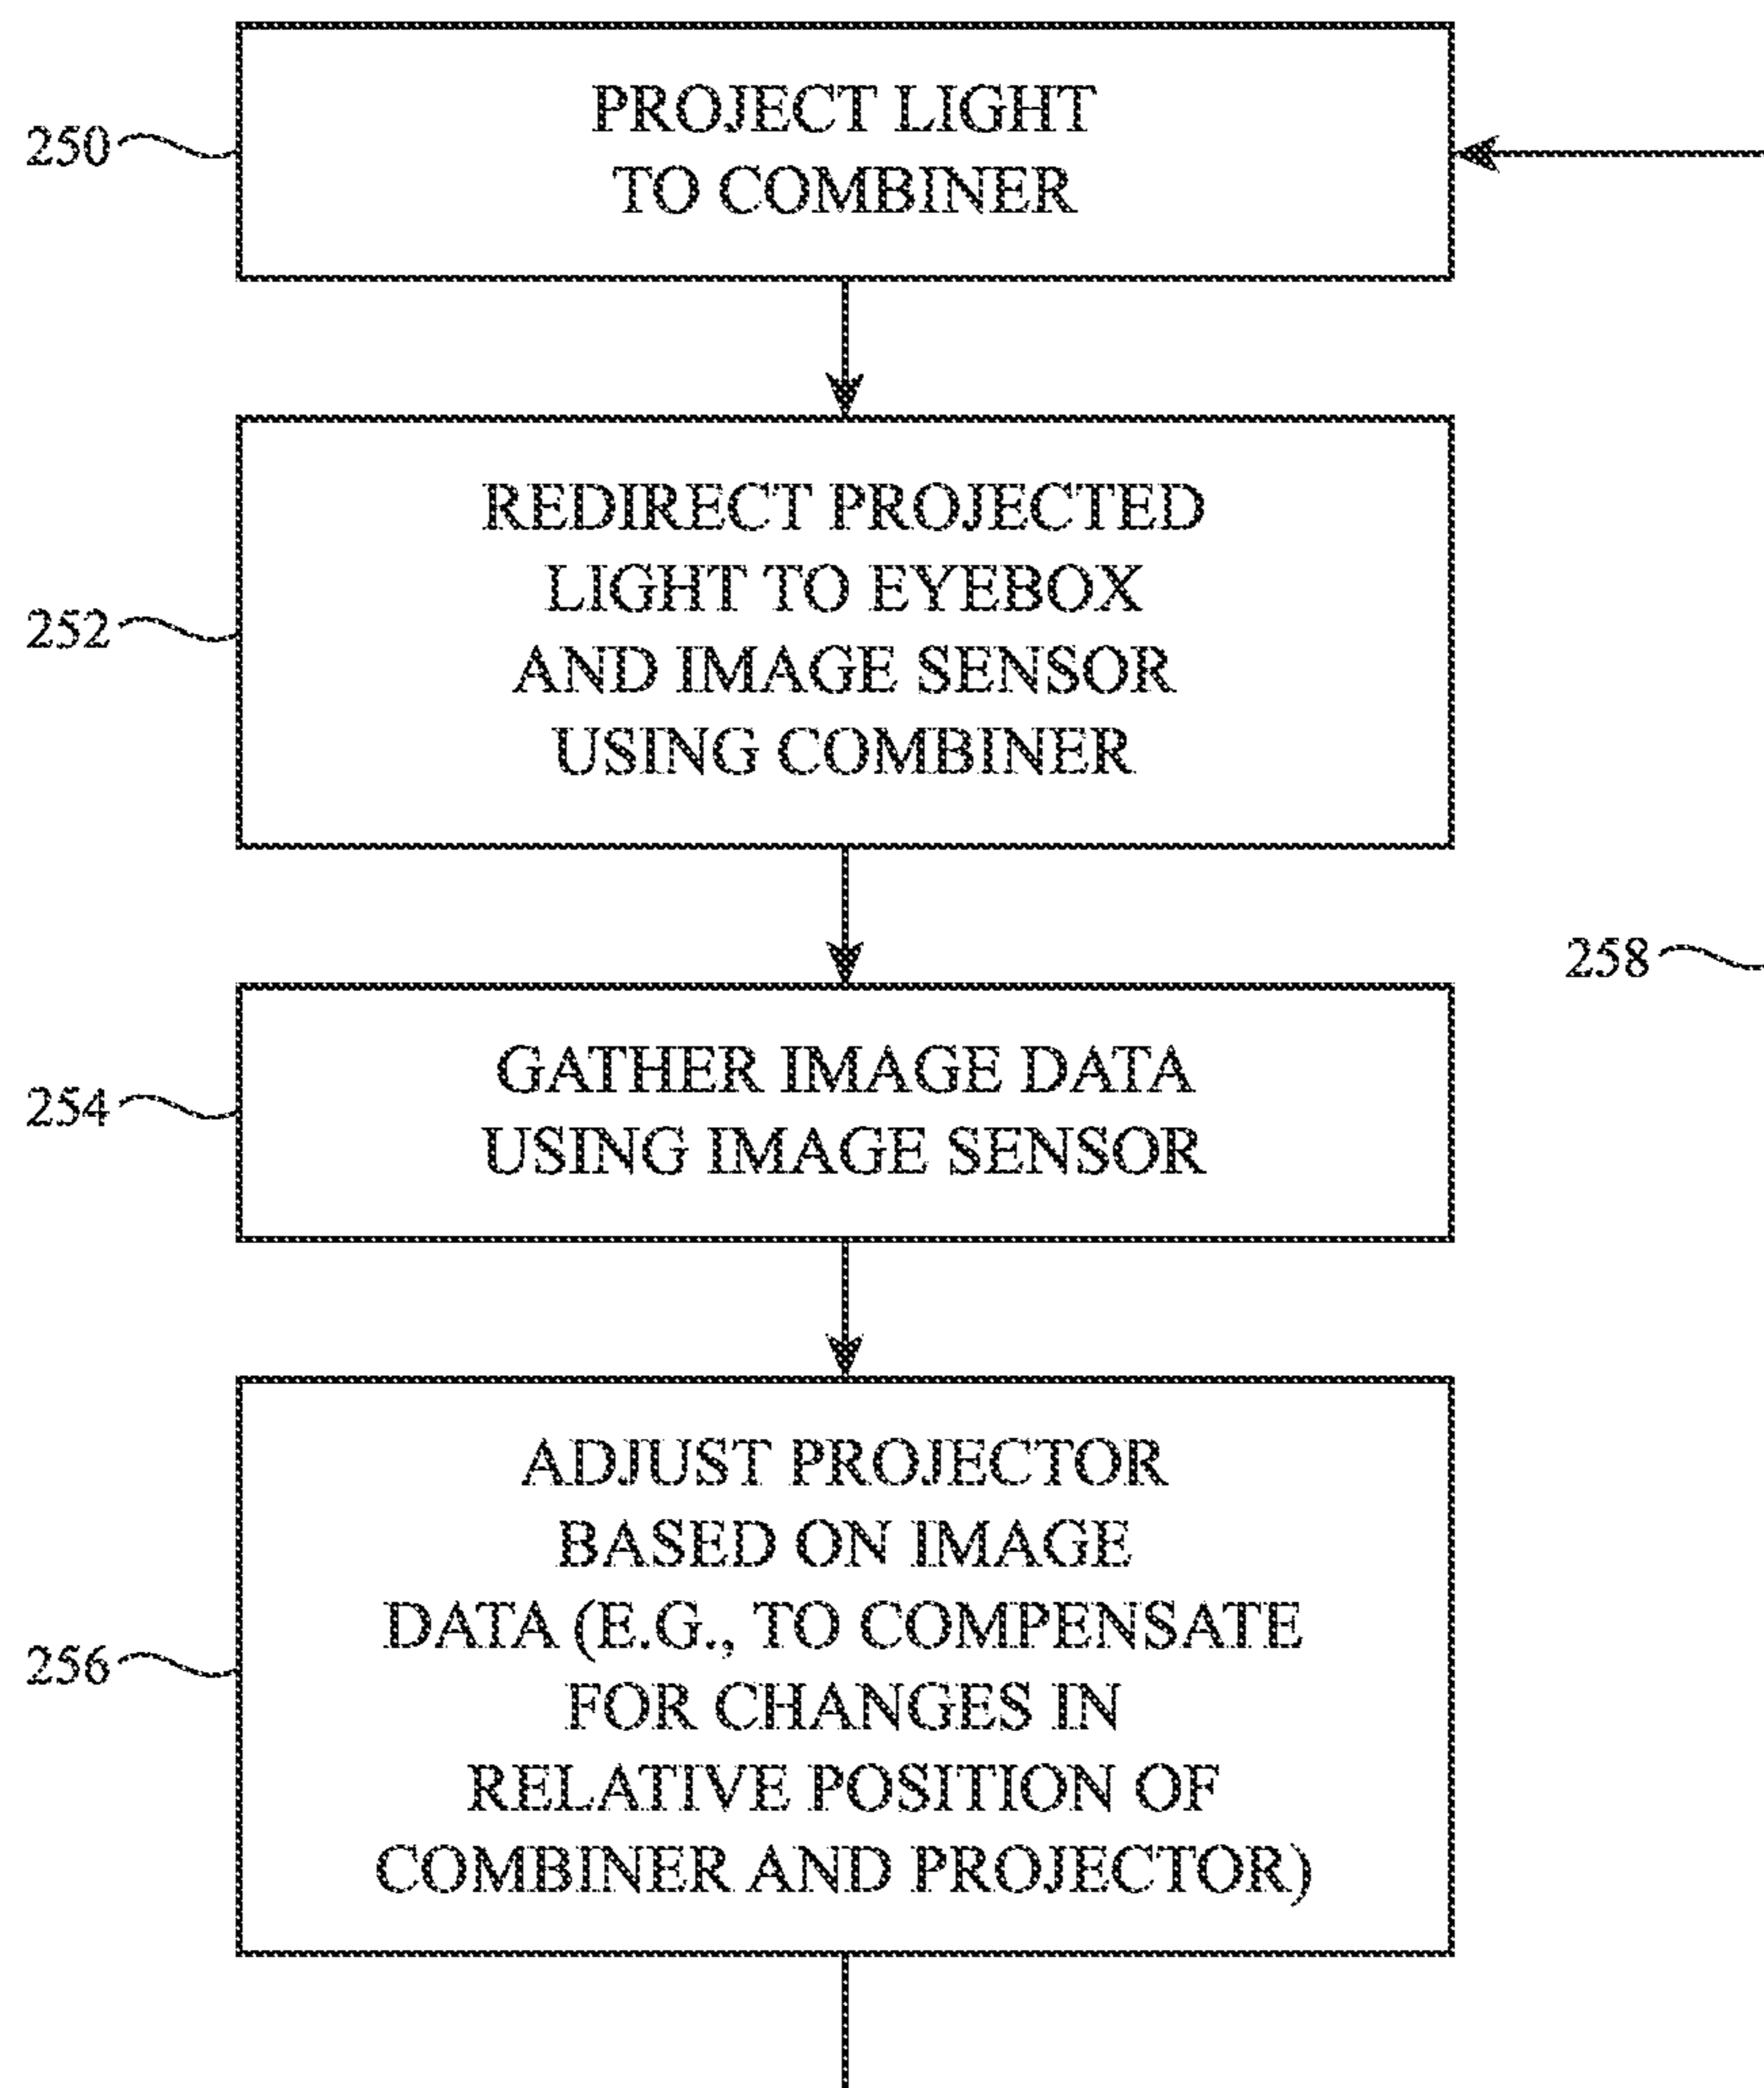 250
PROJECT LIGHT
TO COMBINER
252
REDIRECT PROJECTED
LIGHT TO EYEBOX
AND IMAGE SENSOR
USING COMBINER
258
254
GATHER IMAGE DATA
USING IMAGE SENSOR
256
ADJUST PROJECTOR
BASED ON IMAGE
DATA (E.G., TO COMPENSATE
FOR CHANGES IN
RELATIVE POSITION OF
COMBINER AND PROJECTOR)